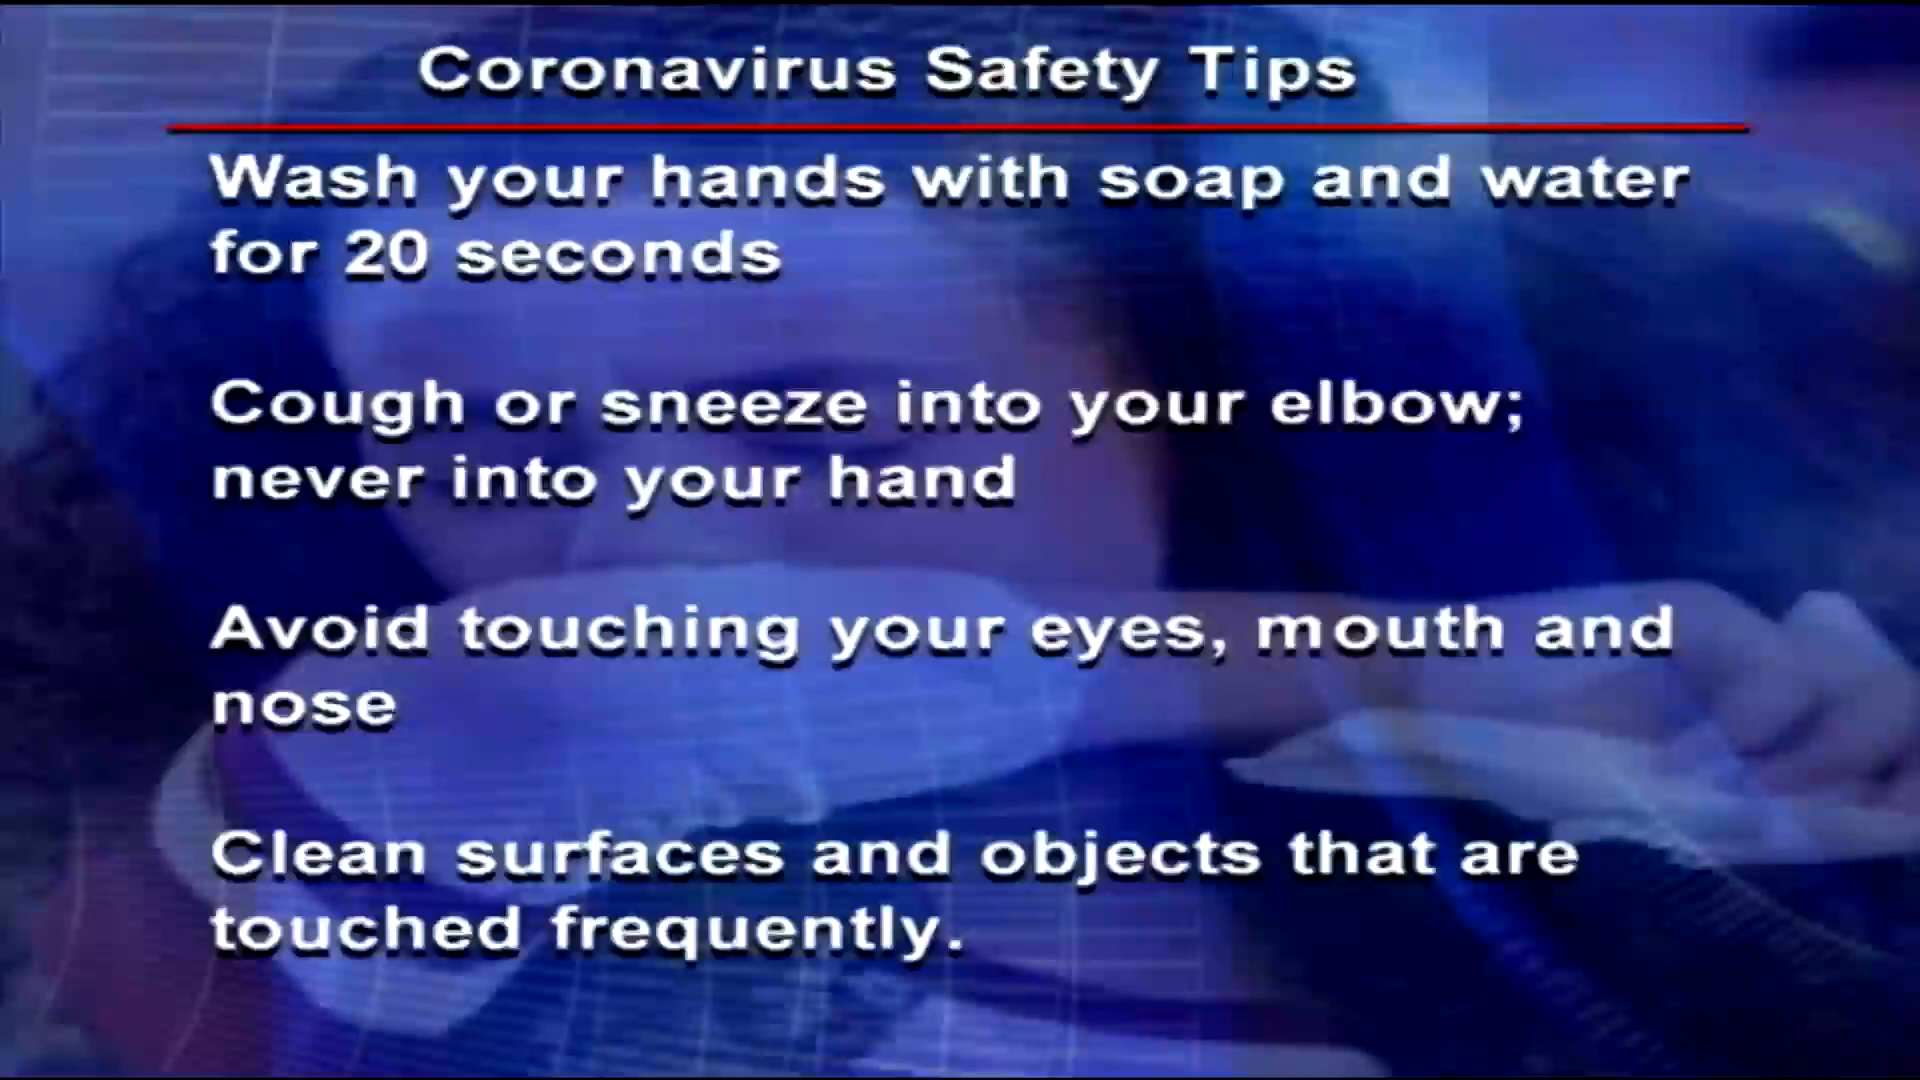 Coronavirus Safety Tips
Wash your hands with soap and water
for 20 seconds
Cough or sneeze into your elbow;
never into your hand
Avoid touching your eyes, mouth and
nose
Clean surfaces and objects that are
touched frequently.